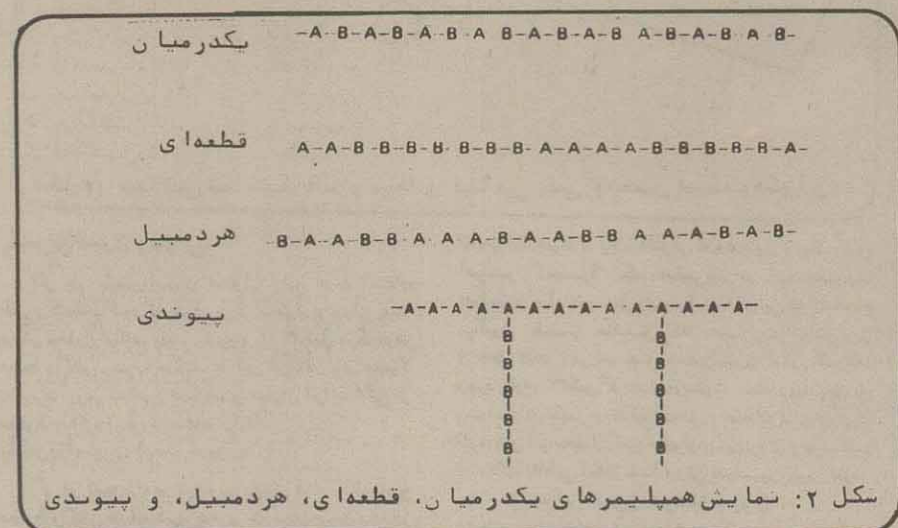 یکدرمیان -A-B-A-B-A-B-A B-A-B-A-B A-B-A-B A B-
قطعه‌ای A-A-B-B-B-B-B-B-B-A-A-A-A-B-B-B-B-B-A-
هردمبیل -B-A-A-B-B-A A A-B-A-A-B-B A A-A-B-A-B-
پیوندی -A-A-A-A-A-A-A-A-A-A-A-A-A-A-
B B
B B
B B
B B
B B
شکل ۲: نمایش همپلیمرهای یکدرمیان، قطعه‌ای، هردمبیل، و پیوندی